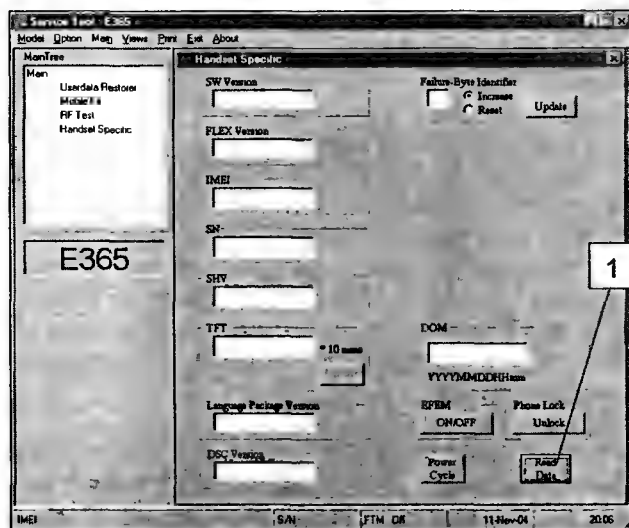 Service Tool - E365
Model Option Main Views Print Exit About
MainTree
Main
Userdata Restorer
RF Test
Handset Specific
E365
Handset Specific
SW Version
FLEX Version
IMEI
SN
SHV
TFT
* 10 mins
Language Package Version
DSC Version
Failure-Byte Identifier
Increase
Reset
Update
1
DOM
YYYYMMDDHHmm
EFEM
ON/OFF
Phone Lock
Unlock
Power
Cycle
Read
Data
IMEI S/N FTM OK 11-Nov-04 20:06